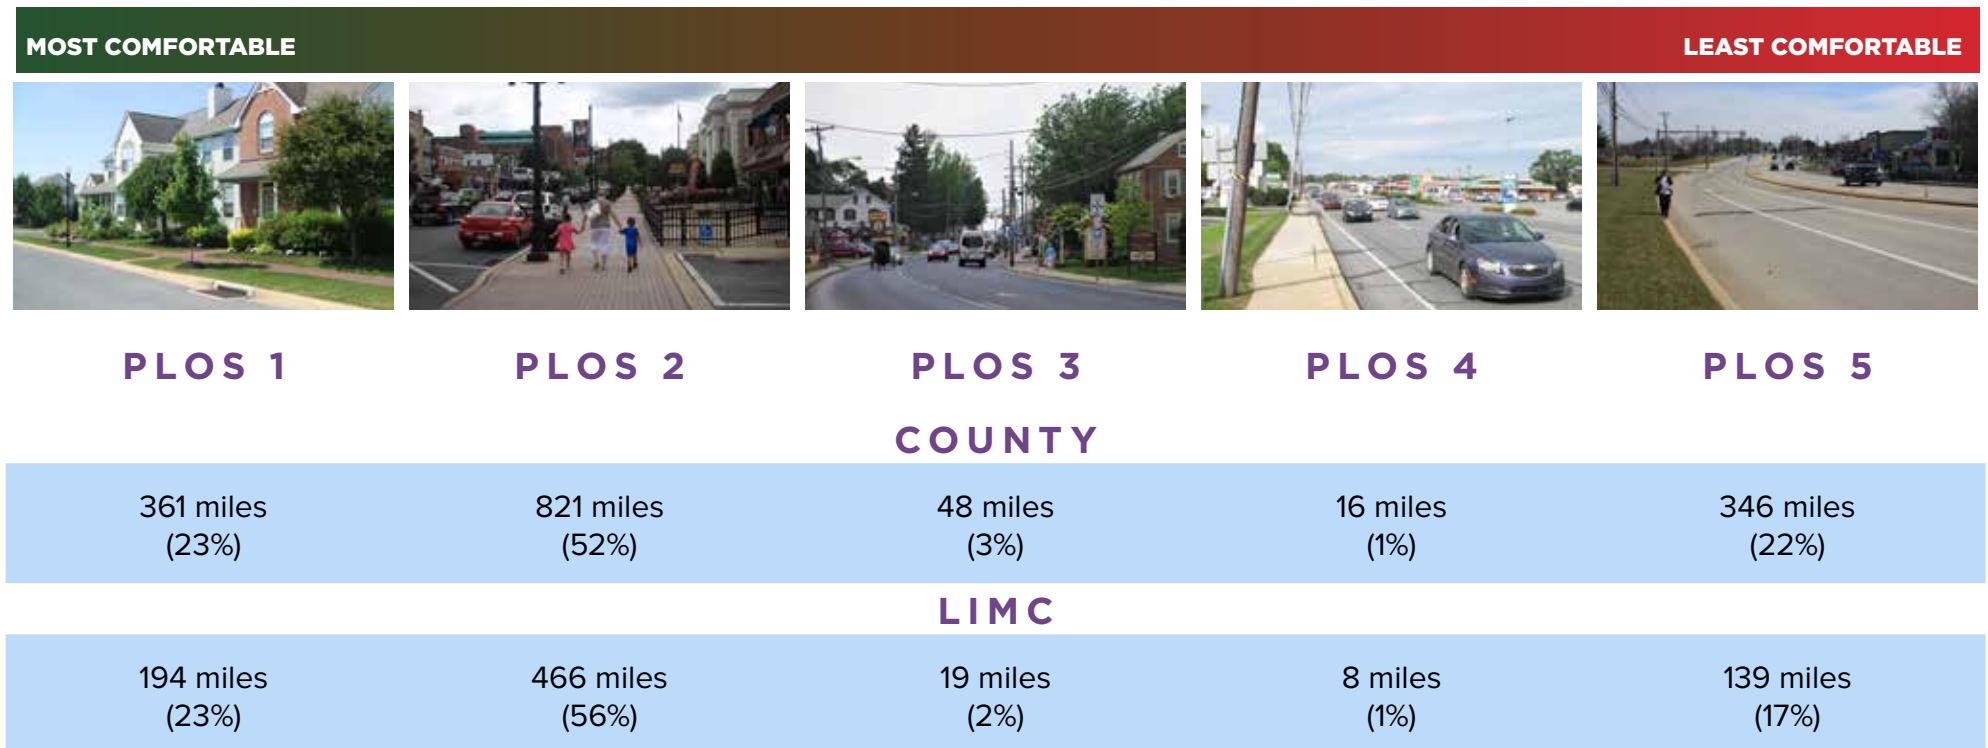 MOST COMFORTABLE
LEAST COMFORTABLE
PLOS 1
PLOS 2
PLOS 3
PLOS 4
PLOS 5
COUNTY
361 miles
(23%)
821 miles
(52%)
48 miles
(3%)
16 miles
(1%)
346 miles
(22%)
LIMC
194 miles
(23%)
466 miles
(56%)
19 miles
(2%)
8 miles
(1%)
139 miles
(17%)